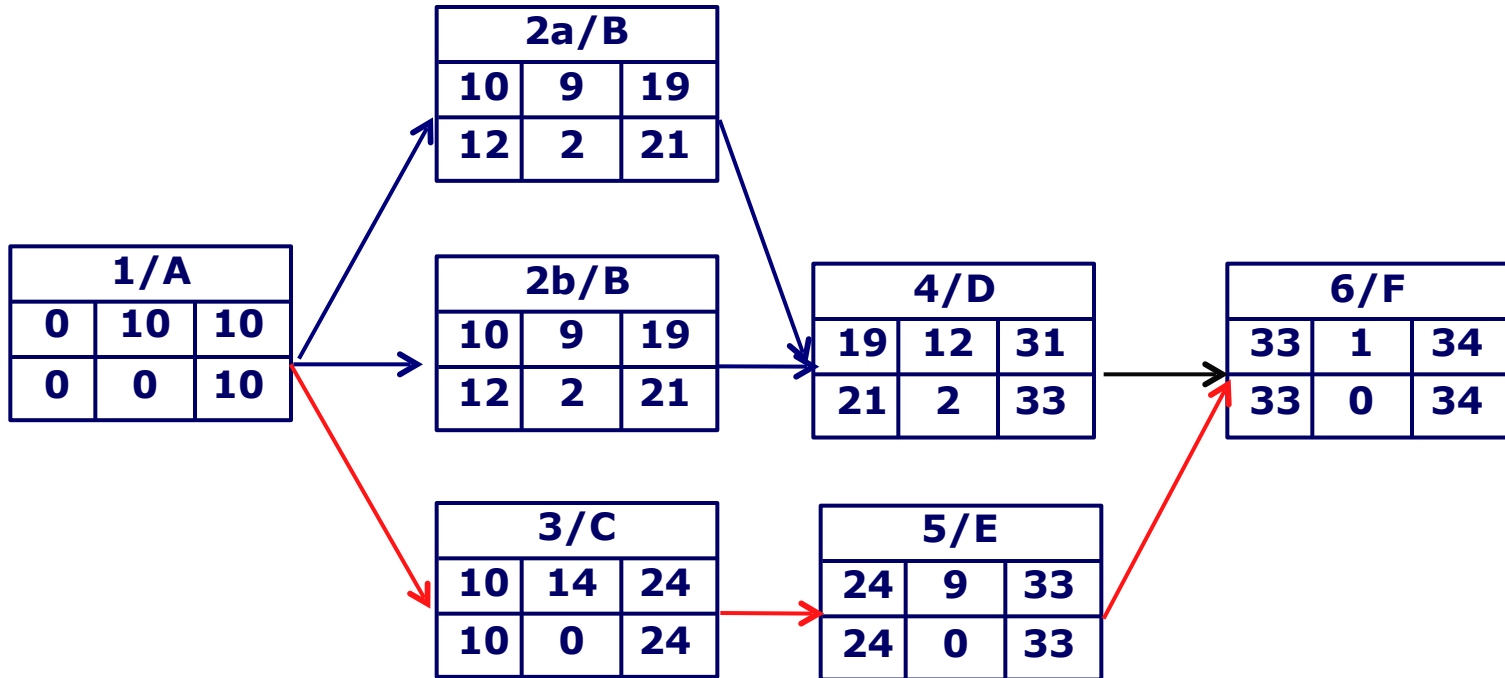 2a/B
10 9 19
12 2 21
1/A
0 10 10
0 0 10
2b/B
10 9 19
12 2 21
4/D
19 12 31
21 2 33
6/F
33 1 34
33 0 34
3/C
10 14 24
10 0 24
5/E
24 9 33
24 0 33